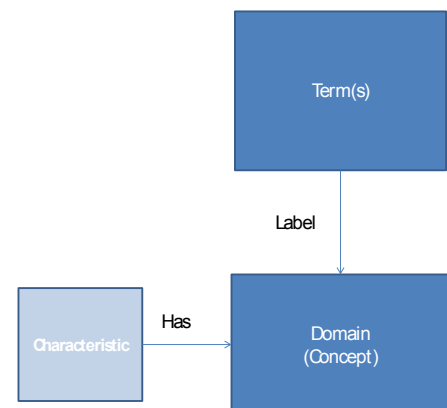 Term(s)
Label
Has
Characteristic
Domain
(Concept)